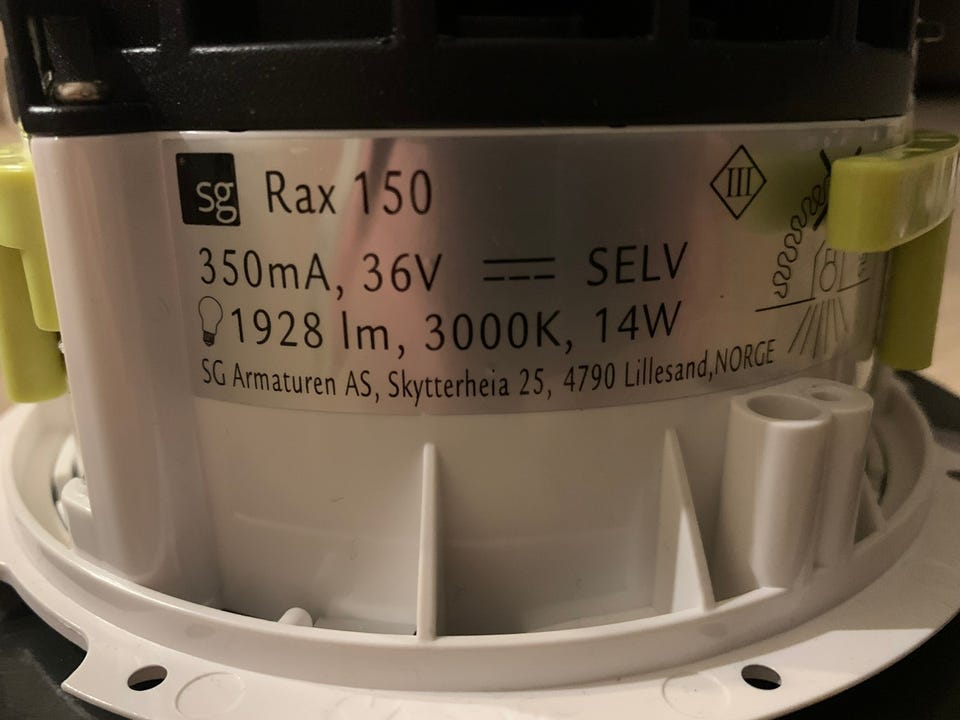 sg Rax 150
III
350mA, 36V SELV
1928 lm, 3000K, 14W
SG Armaturen AS, Skytterheia 25, 4790 Lillesand,NORGE